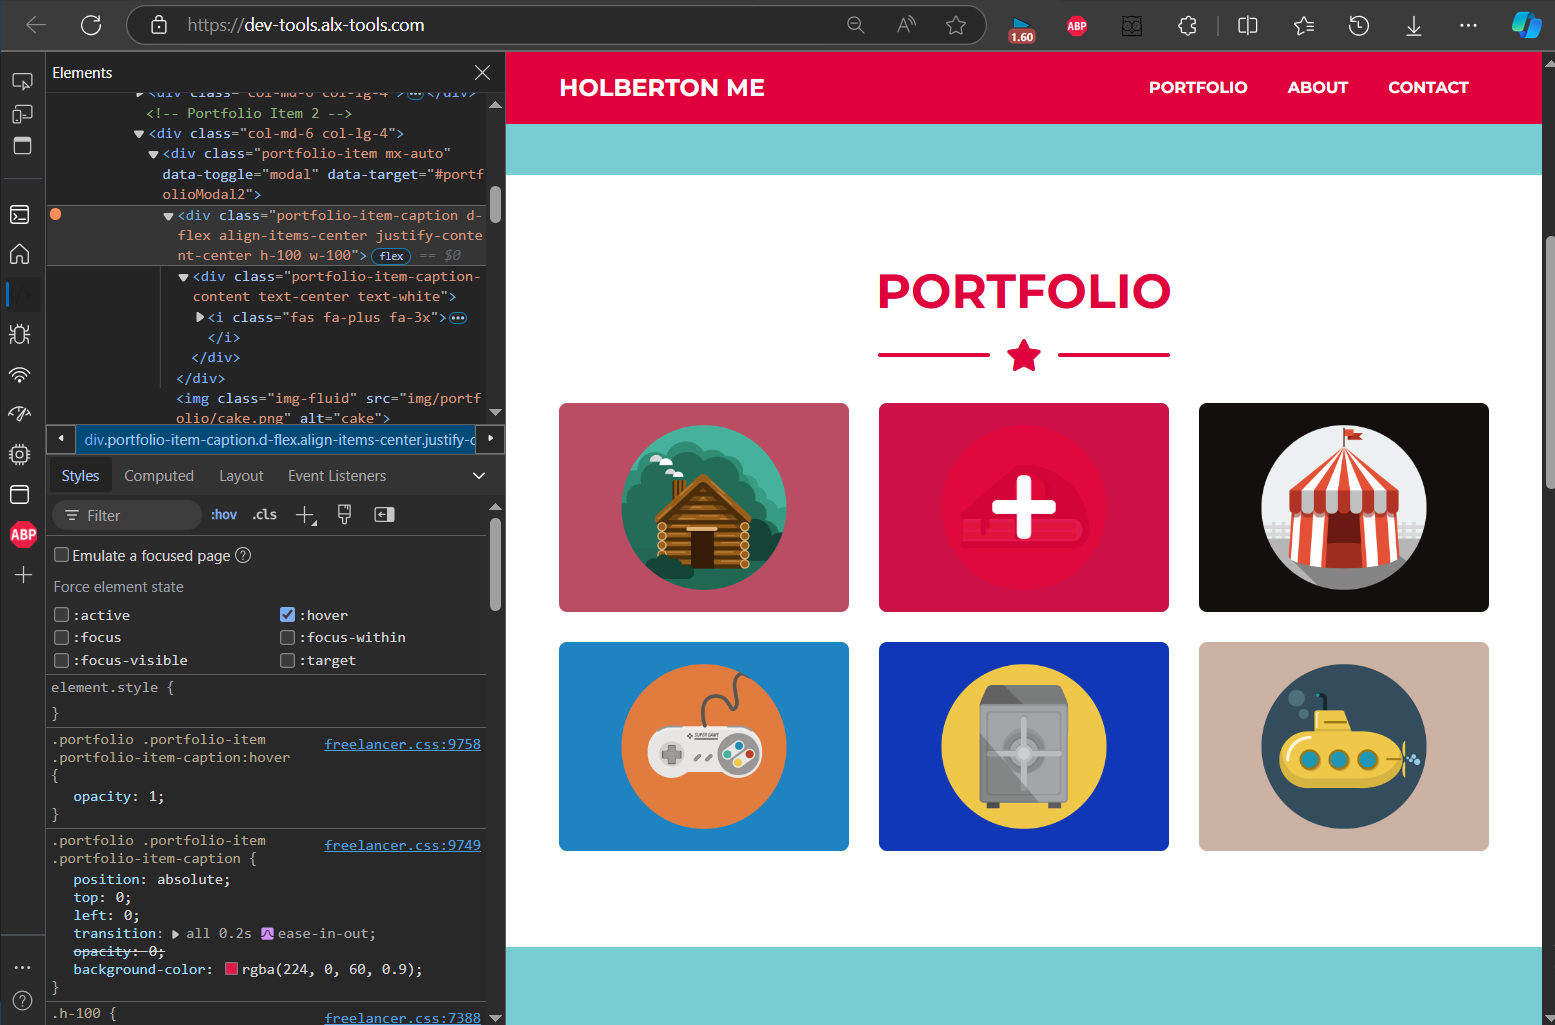 https://dev-tools.alx-tools.com
1.60
ABP
Elements
<div class="col-md-6 col-lg-4">…</div>
<!-- Portfolio Item 2 -->
<div class="col-md-6 col-lg-4">
<div class="portfolio-item mx-auto"
data-toggle="modal" data-target="#portf
olioModal2">
<div class="portfolio-item-caption d-
flex align-items-center justify-conte
nt-center h-100 w-100"> flex == $0
<div class="portfolio-item-caption-
content text-center text-white">
<i class="fas fa-plus fa-3x">…
</i>
</div>
</div>
<img class="img-fluid" src="img/portf
olio/cake.png" alt="cake">
div.portfolio-item-caption.d-flex.align-items-center.justify-c
Styles Computed Layout Event Listeners
Filter :hov .cls
ABP
Emulate a focused page ?
Force element state
:active :hover
:focus :focus-within
:focus-visible :target
element.style {
}
.portfolio .portfolio-item freelancer.css:9758
.portfolio-item-caption:hover
{
opacity: 1;
}
.portfolio .portfolio-item freelancer.css:9749
.portfolio-item-caption {
position: absolute;
top: 0;
left: 0;
transition: all 0.2s ease-in-out;
opacity: 0;
background-color: rgba(224, 0, 60, 0.9);
}
.h-100 { freelancer.css:7388
HOLBERTON ME
PORTFOLIO ABOUT CONTACT
PORTFOLIO
SUPER GAME